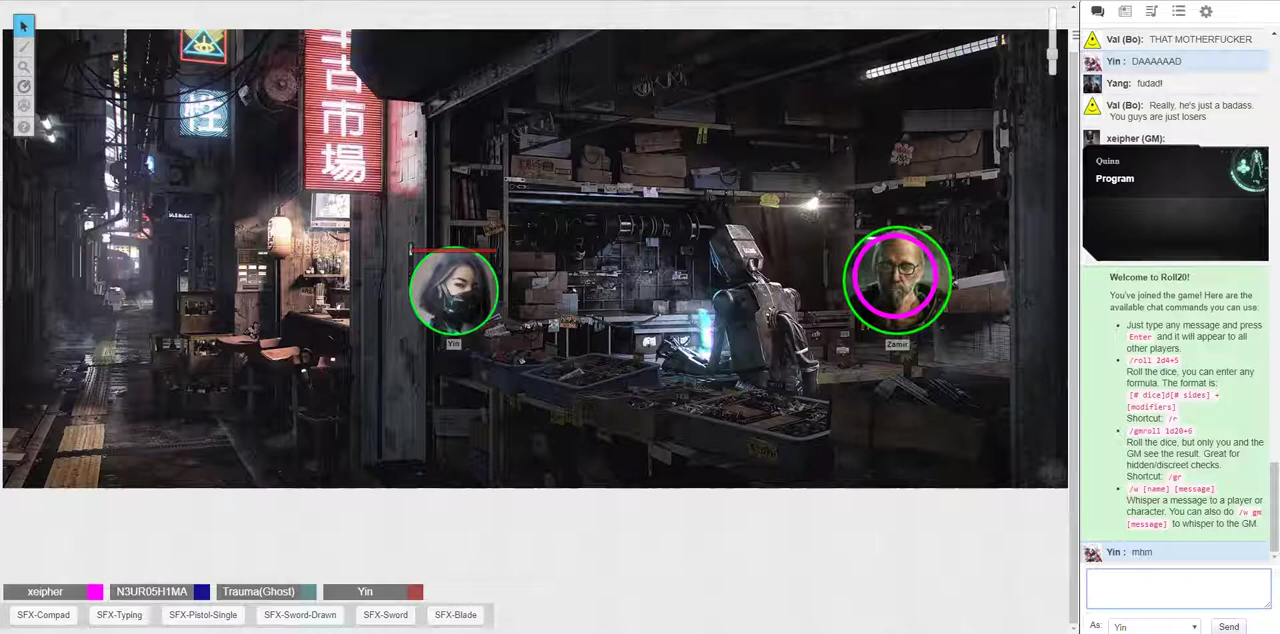 Val (Bo): THAT MOTHERFUCKER
Yin : DAAAAAAD
Yang: fudad!
Val (Bo): Really, he's just a badass.
You guys are just losers
xeipher (GM):
Quinn
Program
Welcome to Roll20!
You've joined the game! Here are the
available chat commands you can use:
Just type any message and press
Enter and it will appear to all
other players.
/roll 2d4+5
Roll the dice, you can enter any
formula. The format is:
[# dice]d[# sides] +
[modifiers]
Shortcut: /r
/gmroll 1d20+6
Roll the dice, but only you and the
GM see the result. Great for
hidden/discreet checks.
Shortcut: /gr
/w [name] [message]
Whisper a message to a player or
character. You can also do /w gm
[message] to whisper to the GM.
Yin : mhm
As: Yin Send
古市場
Yin
Zamir
xeipher N3UR05H1MA Trauma(Ghost) Yin
SFX-Compad SFX-Typing SFX-Pistol-Single SFX-Sword-Drawn SFX-Sword SFX-Blade